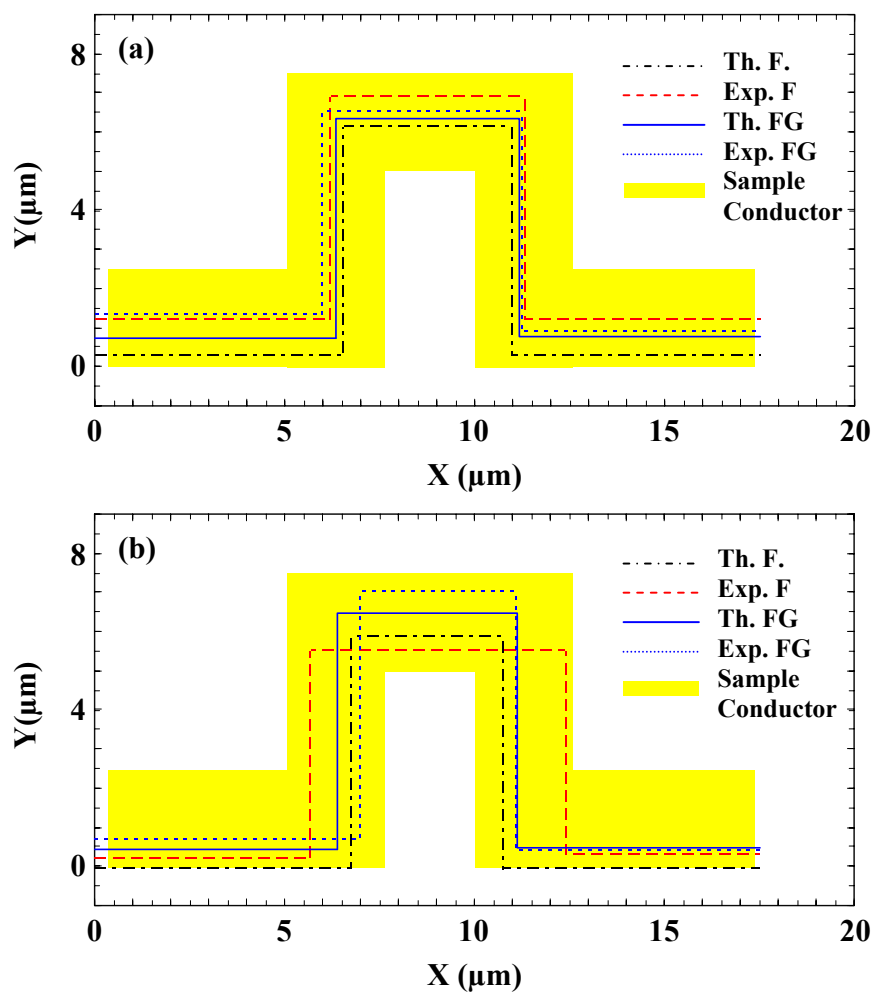 (a)
Th. F.
Exp. F
Th. FG
Exp. FG
Sample
Conductor
8
4
0
Y(μm)
0 5 10 15 20
X (μm)
(b)
Th. F.
Exp. F
Th. FG
Exp. FG
Sample
Conductor
8
4
0
Y(μm)
0 5 10 15 20
X (μm)